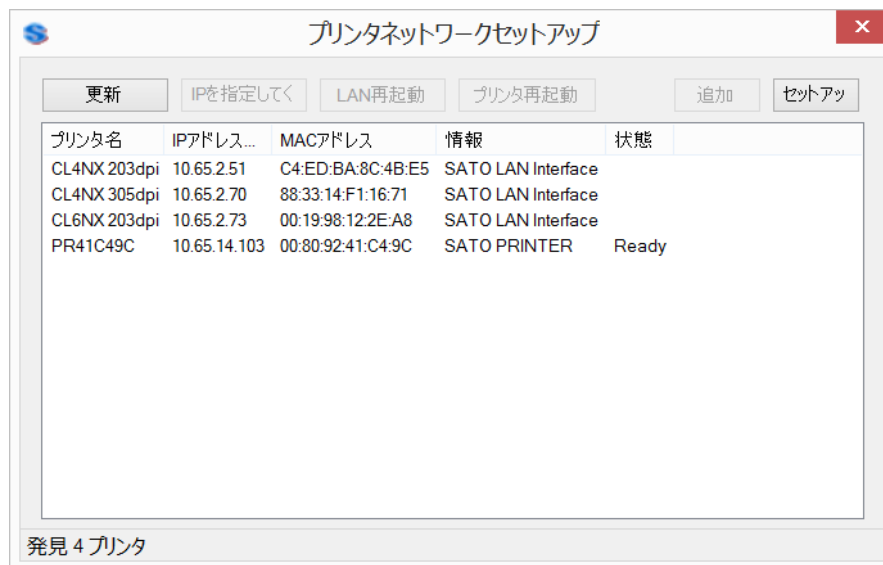 プリンタネットワークセットアップ
更新 IPを指定してく LAN再起動 プリンタ再起動 追加 セットアッ
プリンタ名 IPアドレス... MACアドレス 情報 状態
CL4NX 203dpi 10.65.2.51 C4:ED:BA:8C:4B:E5 SATO LAN Interface
CL4NX 305dpi 10.65.2.70 88:33:14:F1:16:71 SATO LAN Interface
CL6NX 203dpi 10.65.2.73 00:19:98:12:2E:A8 SATO LAN Interface
PR41C49C 10.65.14.103 00:80:92:41:C4:9C SATO PRINTER Ready
発見 4 プリンタ